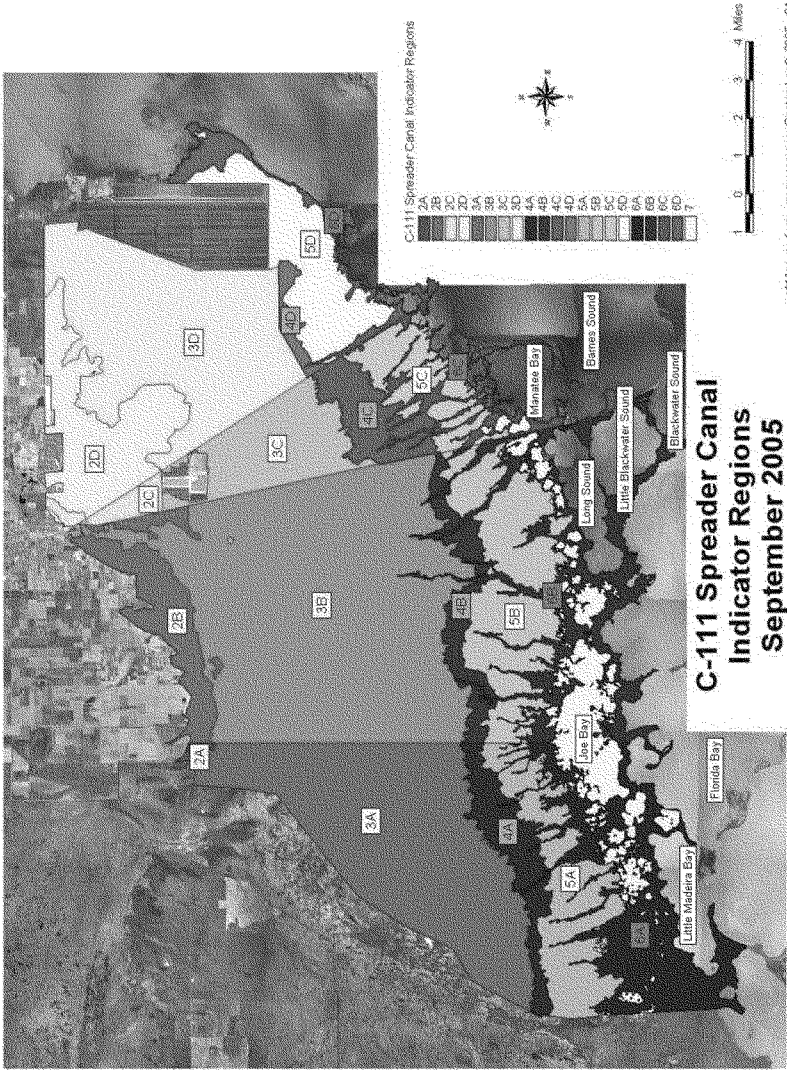 C-111 Spreader Canal
Indicator Regions
September 2005
C-111 Spreader Canal Indicator Regions
2A
2B
2C
2D
3A
3B
3C
3D
4A
4B
4C
4D
5A
5B
5C
5D
6A
6B
6C
6D
7
N
E
S
W
1 0 1 2 3 4 Miles
2A
2B
2C
2D
3A
3B
3C
3D
4A
4B
4C
4D
5A
5B
5C
5D
6A
Joe Bay
Little Madeira Bay
Florida Bay
Long Sound
Little Blackwater Sound
Blackwater Sound
Manatee Bay
Barnes Sound